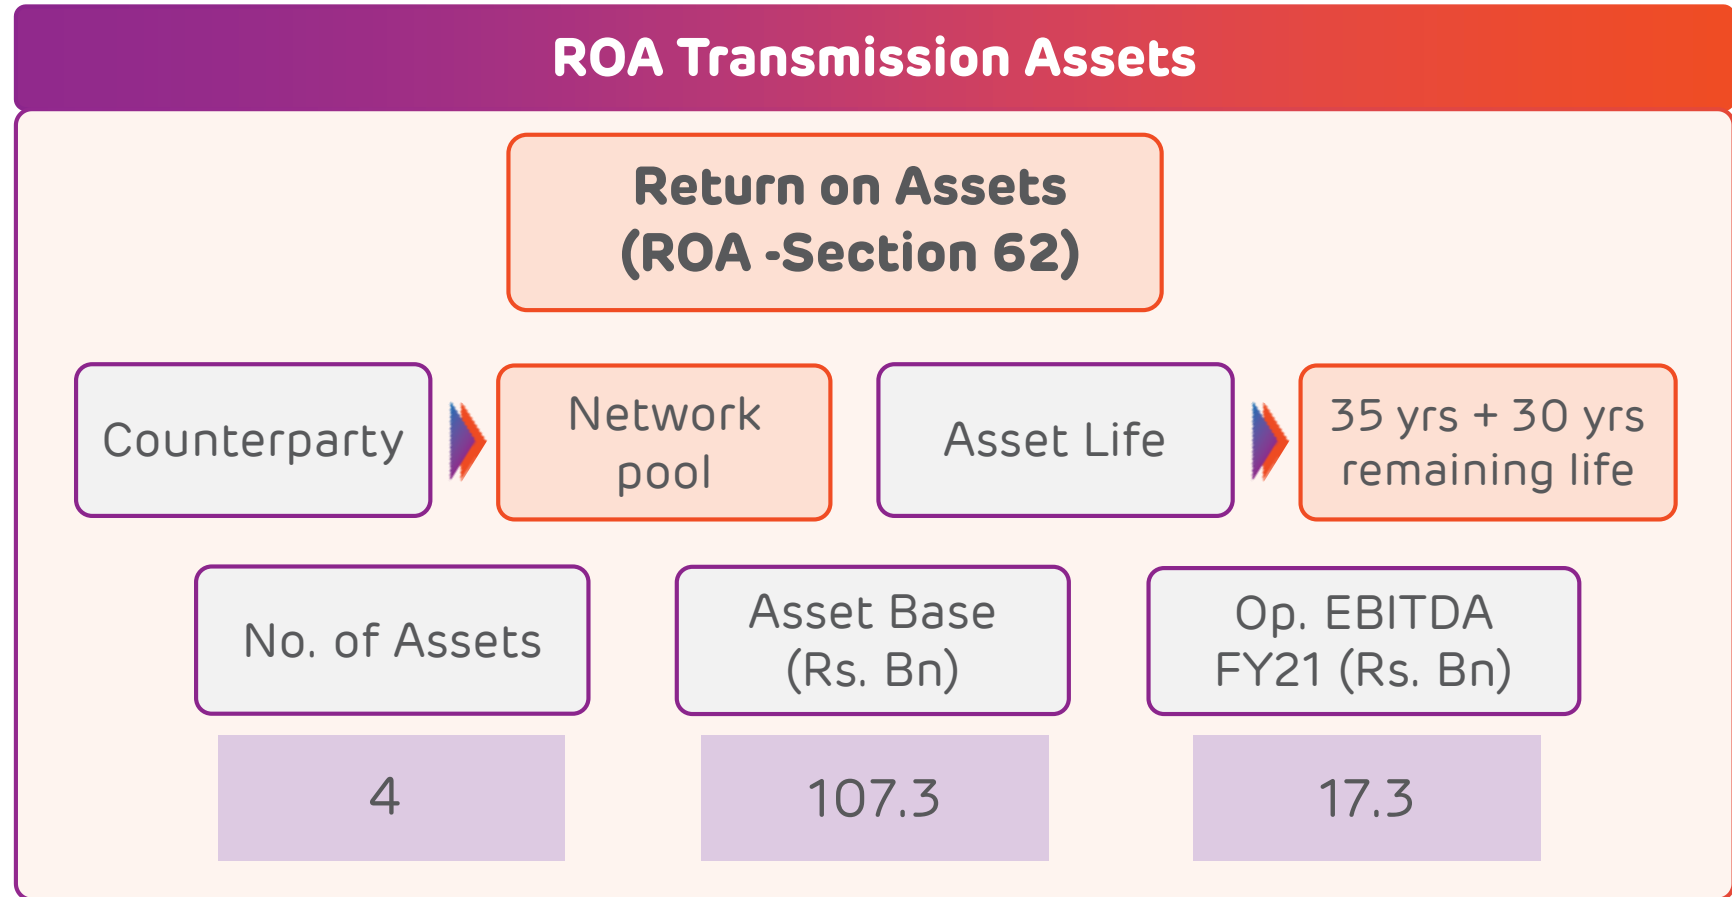 ROA Transmission Assets
Return on Assets
(ROA -Section 62)
Counterparty
Network
pool
Asset Life
35 yrs + 30 yrs
remaining life
No. of Assets
Asset Base
(Rs. Bn)
Op. EBITDA
FY21 (Rs. Bn)
4
107.3
17.3